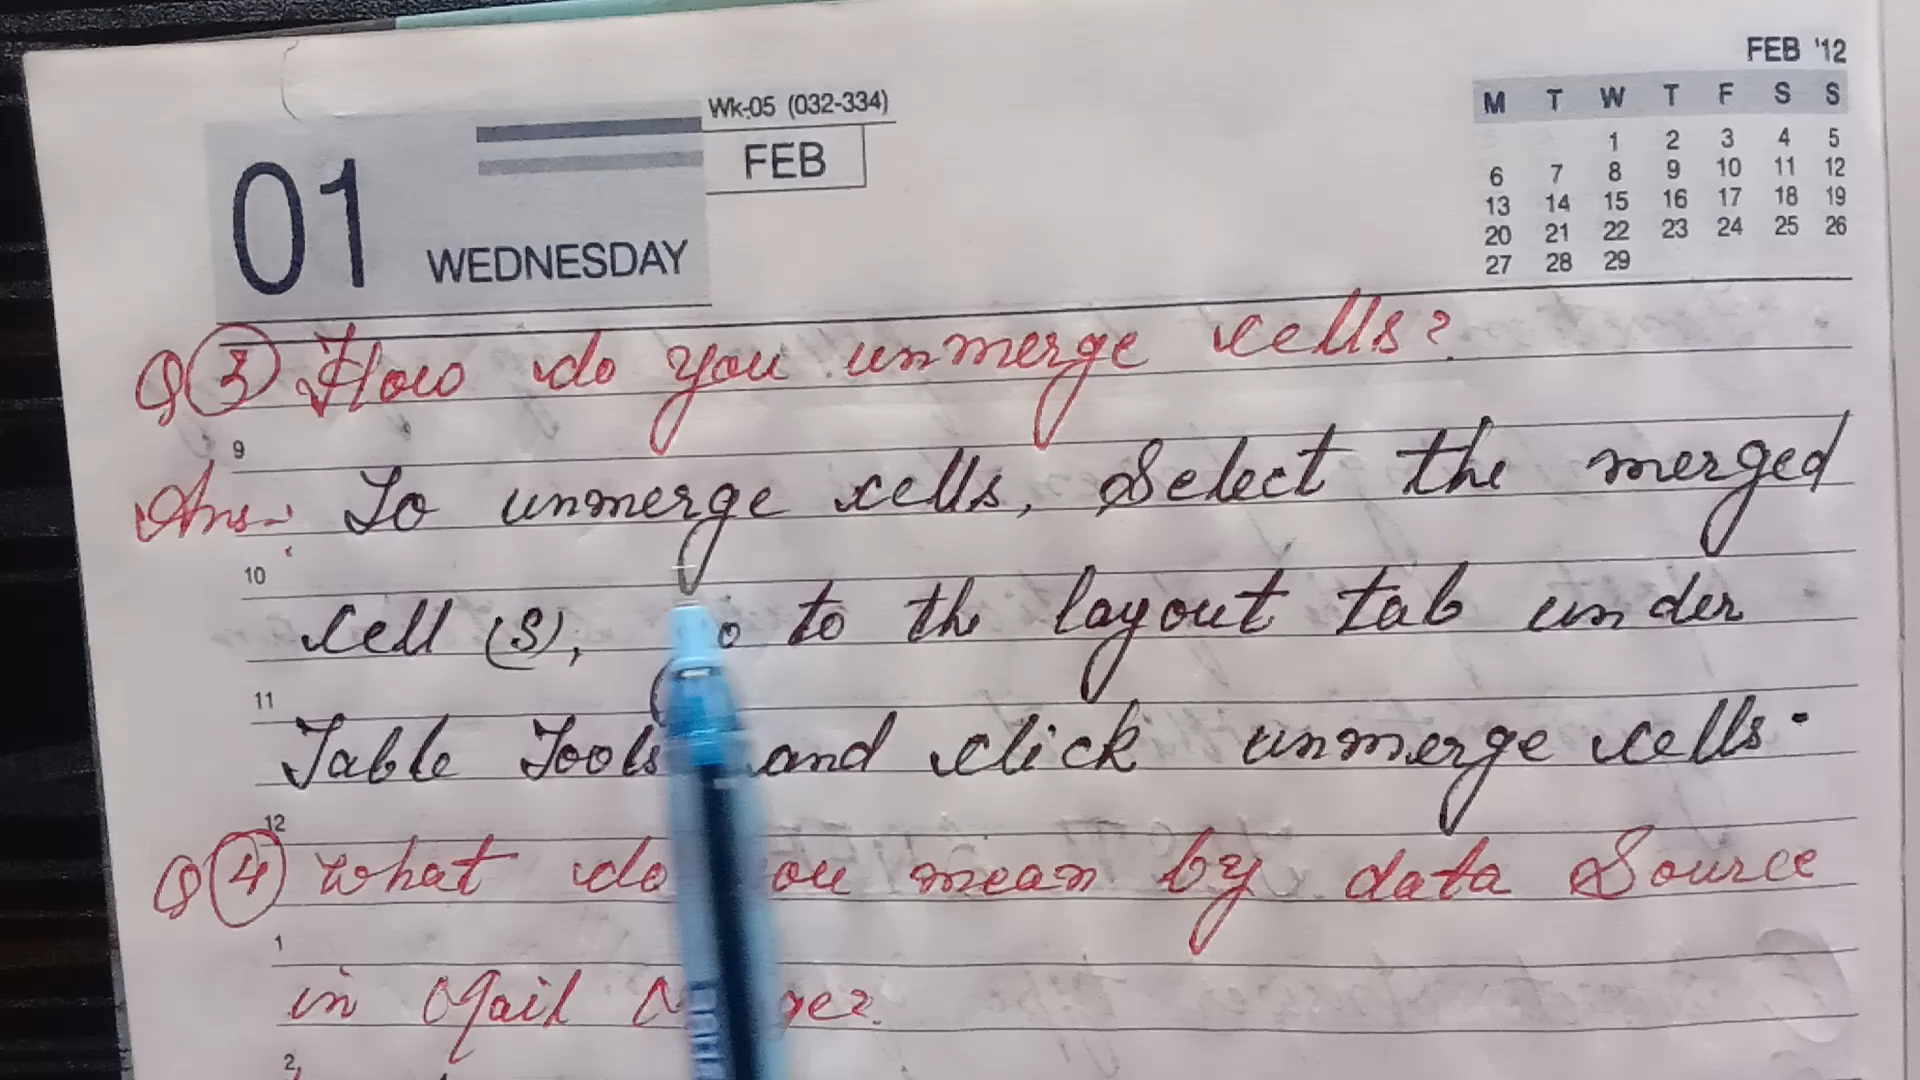 FEB '12
Wk-05 (032-334)
M T W T F S S
01
FEB
1 2 3 4 5
6 7 8 9 10 11 12
13 14 15 16 17 18 19
WEDNESDAY
20 21 22 23 24 25 26
27 28 29
Q 3 How do you unmerge cells?
9
Ans- To unmerge cells, Select the merged
10
cell (S), to the layout tab under
11
Table Tools and click unmerge cells.
12
Q 4 what do mean by data Source
1
in Mail
2